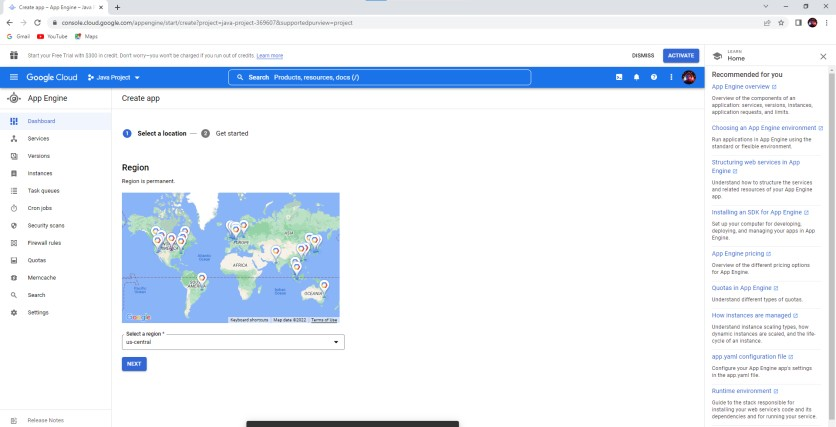 Create app – App Engine – Java
console.cloud.google.com/appengine/start/create?project=java-project-369607&supportedpurview=project
Gmail
YouTube
Maps
Start your Free Trial with $300 in credit. Don't worry—you won't be charged if you run out of credits. Learn more
DISMISS
ACTIVATE
Google Cloud
Java Project
Search Products, resources, docs (/)
App Engine
Create app
Dashboard
Services
Versions
Instances
Task queues
Cron jobs
Security scans
Firewall rules
Quotas
Memcache
Search
Settings
Release Notes
1 Select a location — 2 Get started
Region
Region is permanent.
ASIA
EUROPE
AFRICA
SOUTH
AMERICA
OCEANIA
Atlantic
Ocean
Indian
Ocean
Pacific
Ocean
Google
Keyboard shortcuts Map data ©2022 Terms of Use
Select a region *
us-central
NEXT
LEARN
Home
Recommended for you
App Engine overview
Overview of the components of an
application: services, versions, instances,
application requests, and limits.
Choosing an App Engine environment
Run applications in App Engine using the
standard or flexible environment.
Structuring web services in App
Engine
Understand how to structure the services
and related resources of your App Engine
app.
Installing an SDK for App Engine
Set up your computer for developing,
deploying, and managing your apps in App
Engine.
App Engine pricing
Overview of the different pricing options
for App Engine.
Quotas in App Engine
Understand different types of quotas.
How instances are managed
Understand instance scaling types, how
dynamic instances are scaled, and the life-
cycle of an instance.
app.yaml configuration file
Configure your App Engine app's settings
in the app.yaml file.
Runtime environment
Guide to the stack responsible for
installing your web service's code and its
dependencies and for running your service.